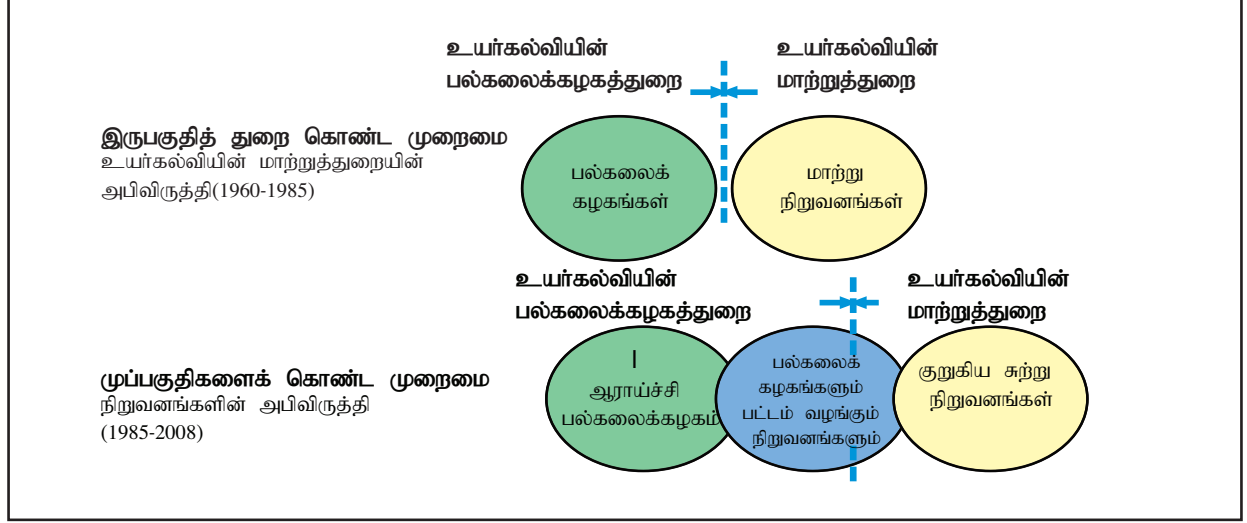 உயர்கல்வியின்
பல்கலைக்கழகத்துறை
உயர்கல்வியின்
மாற்றுத்துறை
இருபகுதித் துறை கொண்ட முறைமை
உயர்கல்வியின் மாற்றுத்துறையின்
அபிவிருத்தி(1960-1985)
பல்கலைக்
கழகங்கள்
மாற்று
நிறுவனங்கள்
உயர்கல்வியின்
பல்கலைக்கழகத்துறை
உயர்கல்வியின்
மாற்றுத்துறை
முப்பகுதிகளைக் கொண்ட முறைமை
நிறுவனங்களின் அபிவிருத்தி
(1985-2008)
I
ஆராய்ச்சி
பல்கலைக்கழகம்
பல்கலைக்
கழகங்களும்
பட்டம் வழங்கும்
நிறுவனங்களும்
குறுகிய சுற்று
நிறுவனங்கள்